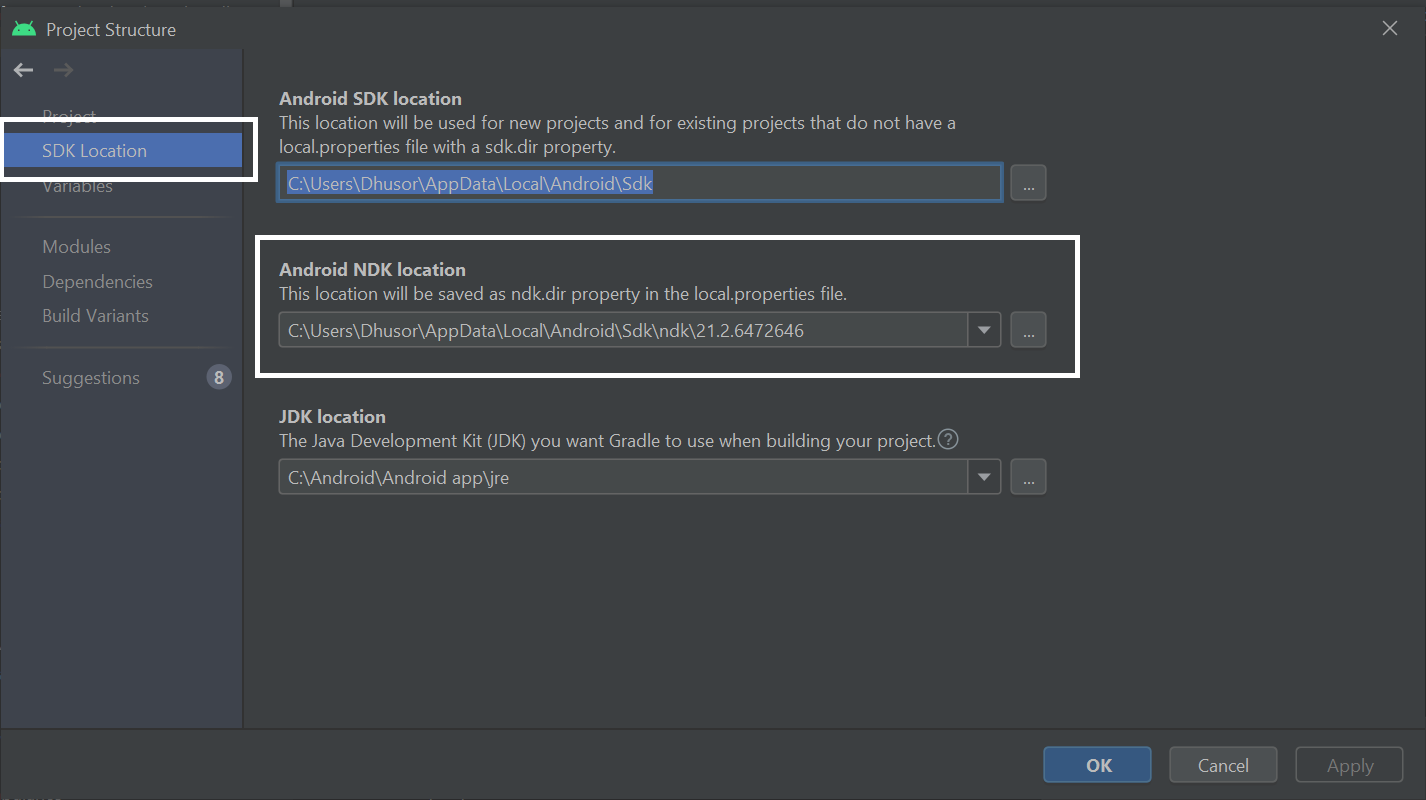 Project Structure
Project
SDK Location
Variables
Modules
Dependencies
Build Variants
Suggestions
8
Android SDK location
This location will be used for new projects and for existing projects that do not have a
local.properties file with a sdk.dir property.
C:\Users\Dhusor\AppData\Local\Android\Sdk
...
Android NDK location
This location will be saved as ndk.dir property in the local.properties file.
C:\Users\Dhusor\AppData\Local\Android\Sdk\ndk\21.2.6472646
...
JDK location
The Java Development Kit (JDK) you want Gradle to use when building your project. ?
C:\Android\Android app\jre
...
OK
Cancel
Apply